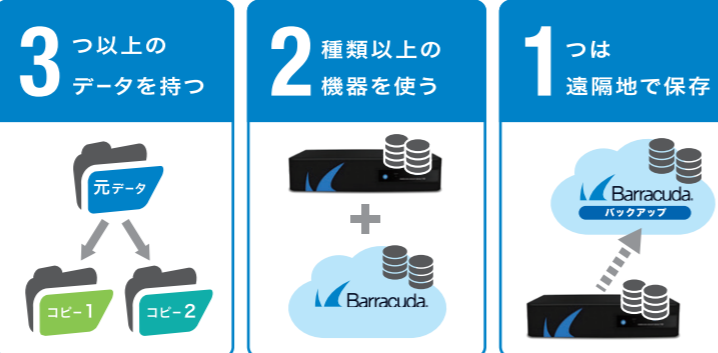 3 つ以上の
データを持つ
元データ
コピー1
コピー2
2 種類以上の
機器を使う
Barracuda
1 つは
遠隔地で保存
Barracuda
バックアップ